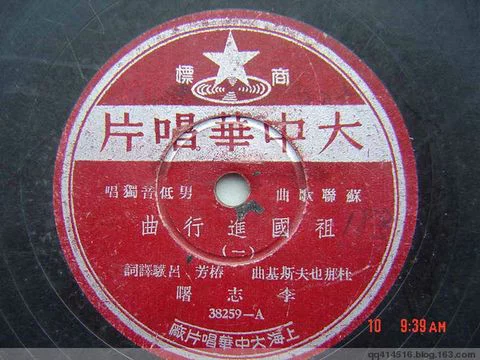 商標
大中華唱片
蘇聯歌曲 男低音獨唱
祖國進行曲
(一)
杜那也夫斯基曲 椿芳 呂驥譯詞
李志曙
38259-A
上海大中華唱片廠
10 9:39AM
qq414516.blog.163.com